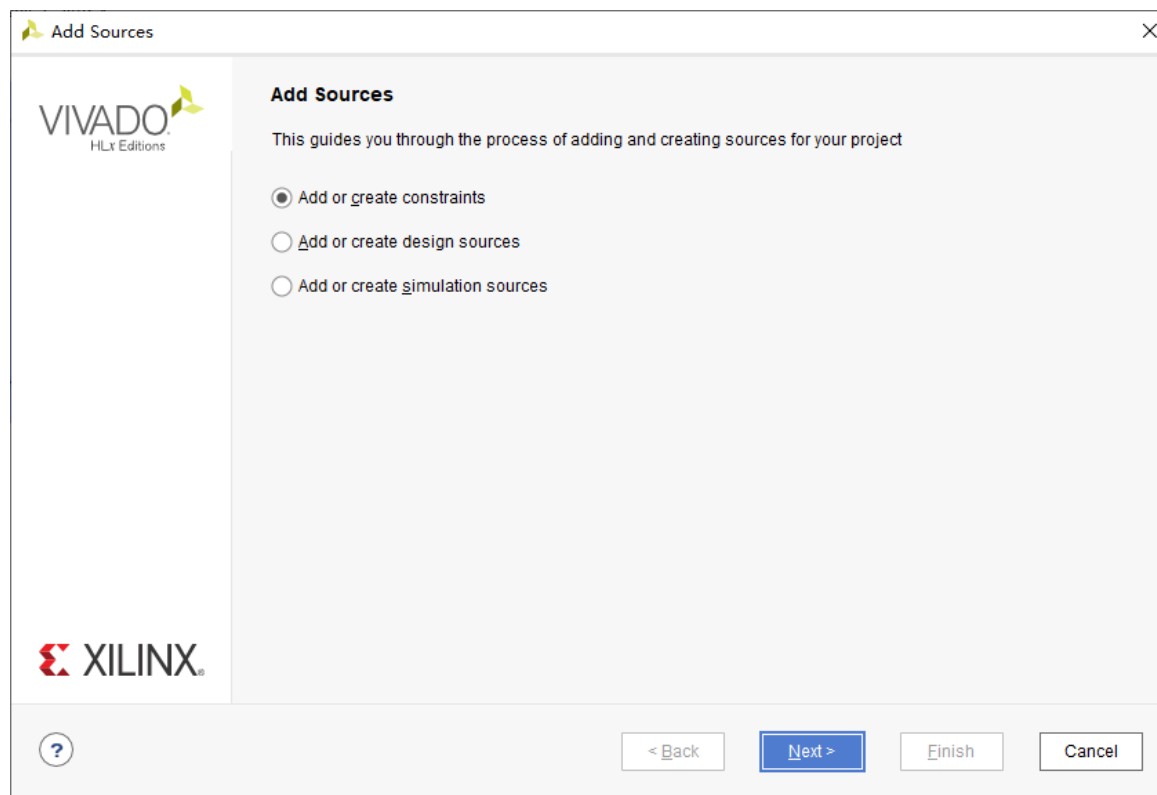 Add Sources
VIVADO.
HLx Editions
Add Sources
This guides you through the process of adding and creating sources for your project
Add or create constraints
Add or create design sources
Add or create simulation sources
XILINX
?
< Back
Next >
Finish
Cancel